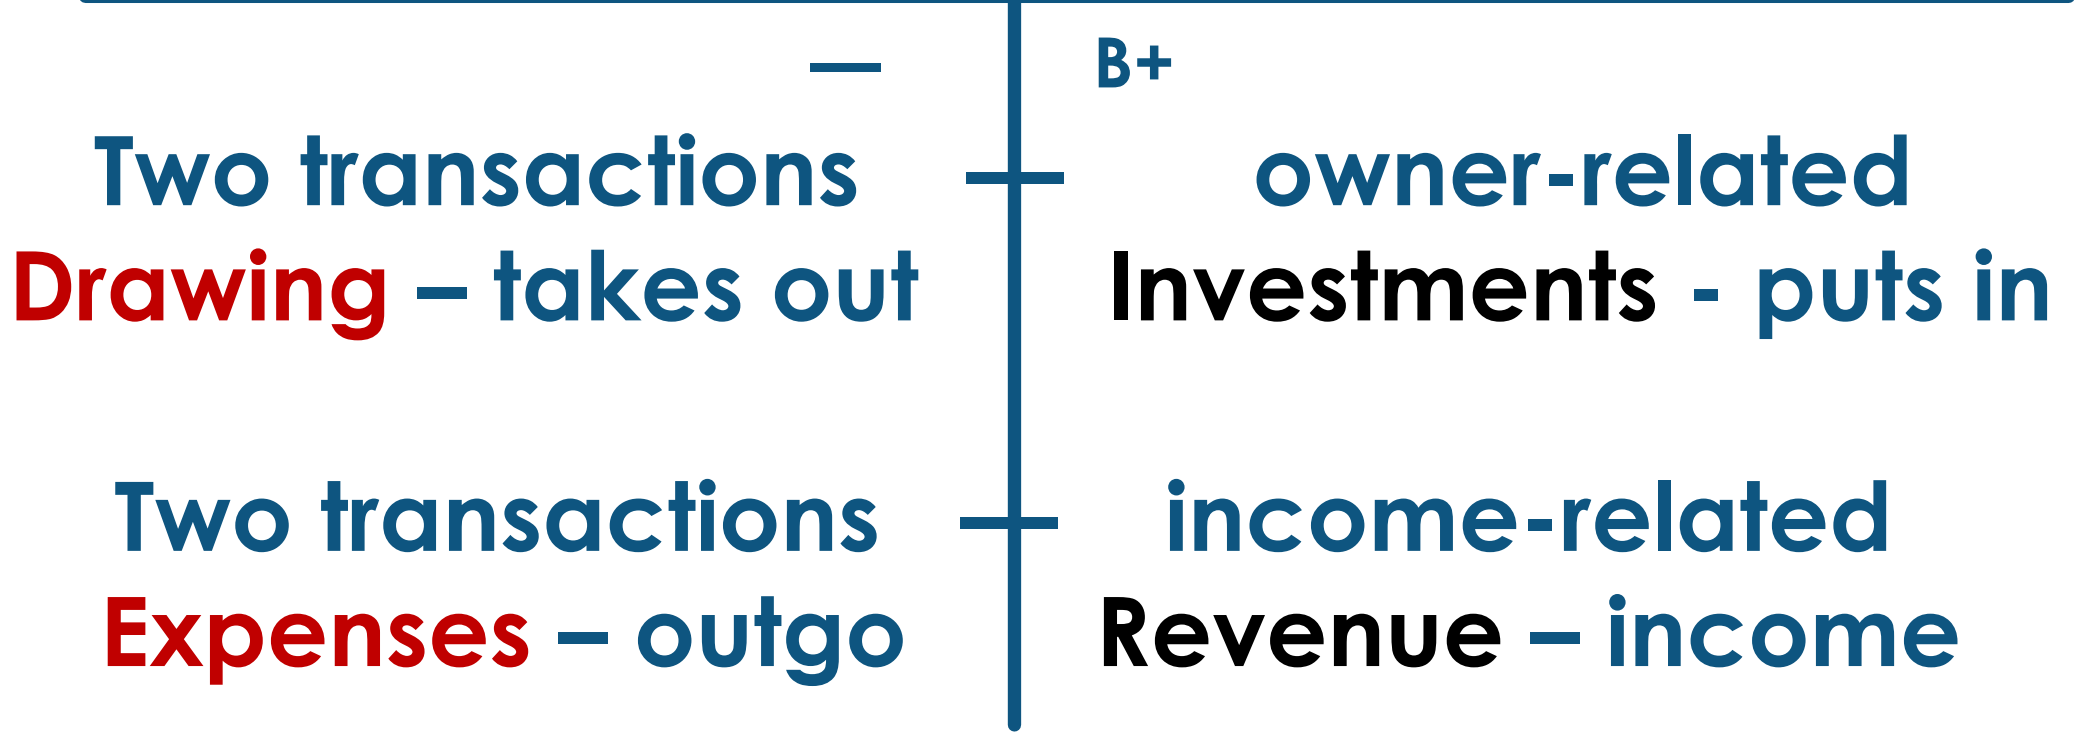 — B+
Two transactions — owner-related
Drawing – takes out Investments - puts in
Two transactions — income-related
Expenses – outgo Revenue – income